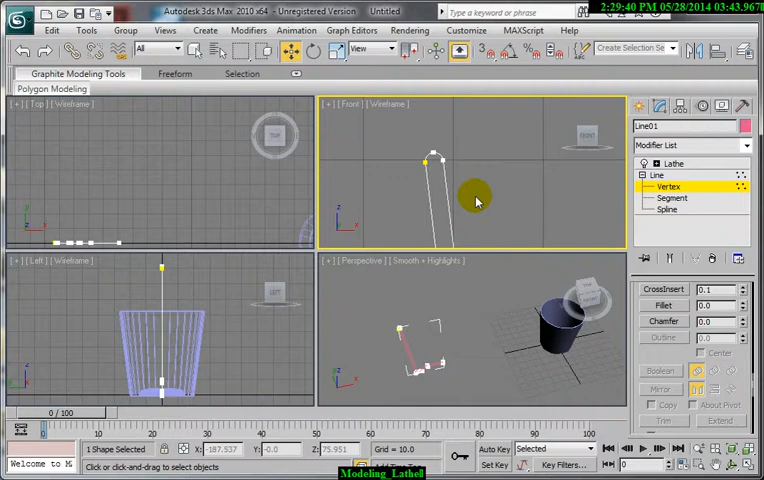 2:29:40 PM 05/28/2014 43.967
Autodesk 3ds Max 2010 x64 - Unregistered Version Untitled
Type a keyword or phrase
Edit Tools Group Views Create Modifiers Animation Graph Editors Rendering Customize MAXScript Help
All View 3 Create Selection Se
Graphite Modeling Tools Freeform Selection
Polygon Modeling
[ + ] [ Top ] [ Wireframe ] [ + ] [ Front ] [ Wireframe ]
TOP FRONT
Line01
Modifier List
Lathe
Line
Vertex
Segment
Spline
[ + ] [ Left ] [ Wireframe ] [ + ] [ Perspective ] [ Smooth + Highlights ]
LEFT
CrossInsert 0.1
Fillet 0.0
Chamfer 0.0
Outline 0.0
Center
Boolean
Mirror
Copy About Pivot
Trim Extend
0 / 100
0 10 20 30 40 50 60 70 80 90 100
1 Shape Selected X: -187.537 Y: -0.0 Z: 75.951 Grid = 10.0 Auto Key Selected
Welcome to M Click or click-and-drag to select objects Set Key Key Filters... 0
Modeling_Lathe